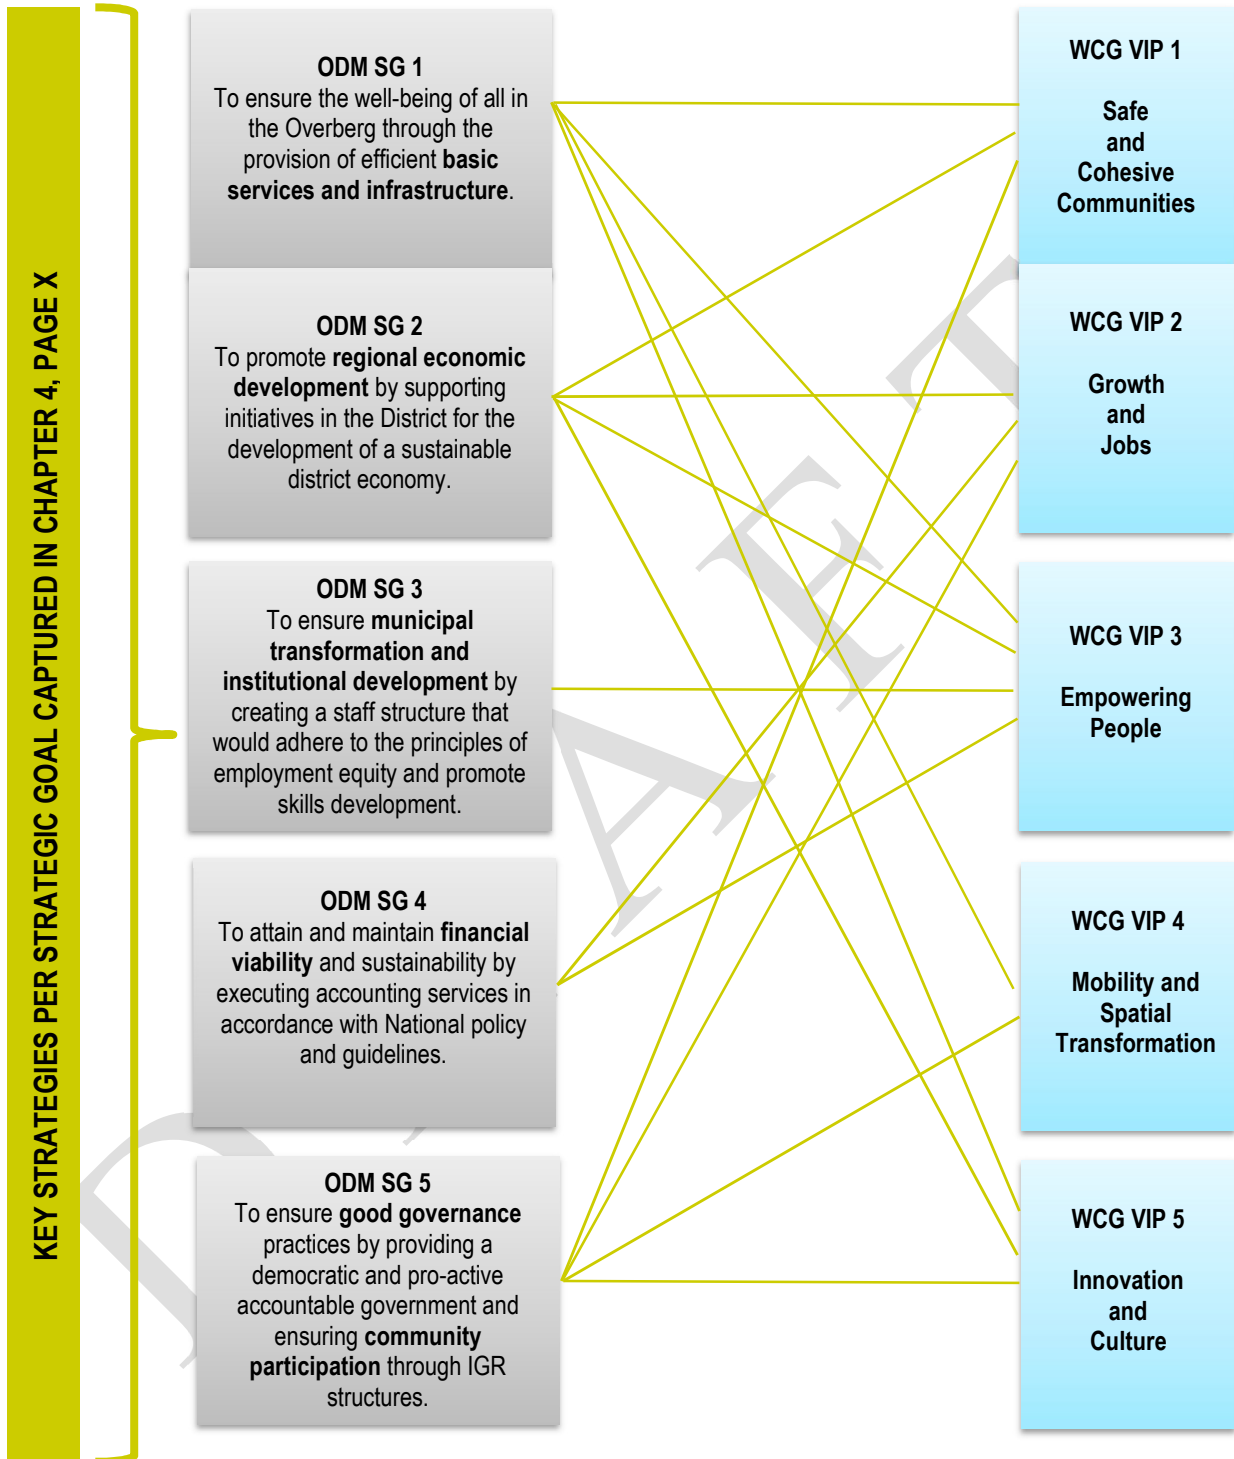 KEY STRATEGIES PER STRATEGIC GOAL CAPTURED IN CHAPTER 4, PAGE X
ODM SG 1
To ensure the well-being of all in
the Overberg through the
provision of efficient basic
services and infrastructure.
ODM SG 2
To promote regional economic
development by supporting
initiatives in the District for the
development of a sustainable
district economy.
ODM SG 3
To ensure municipal
transformation and
institutional development by
creating a staff structure that
would adhere to the principles of
employment equity and promote
skills development.
ODM SG 4
To attain and maintain financial
viability and sustainability by
executing accounting services in
accordance with National policy
and guidelines.
ODM SG 5
To ensure good governance
practices by providing a
democratic and pro-active
accountable government and
ensuring community
participation through IGR
structures.
WCG VIP 1
Safe
and
Cohesive
Communities
WCG VIP 2
Growth
and
Jobs
WCG VIP 3
Empowering
People
WCG VIP 4
Mobility and
Spatial
Transformation
WCG VIP 5
Innovation
and
Culture
DRAFT